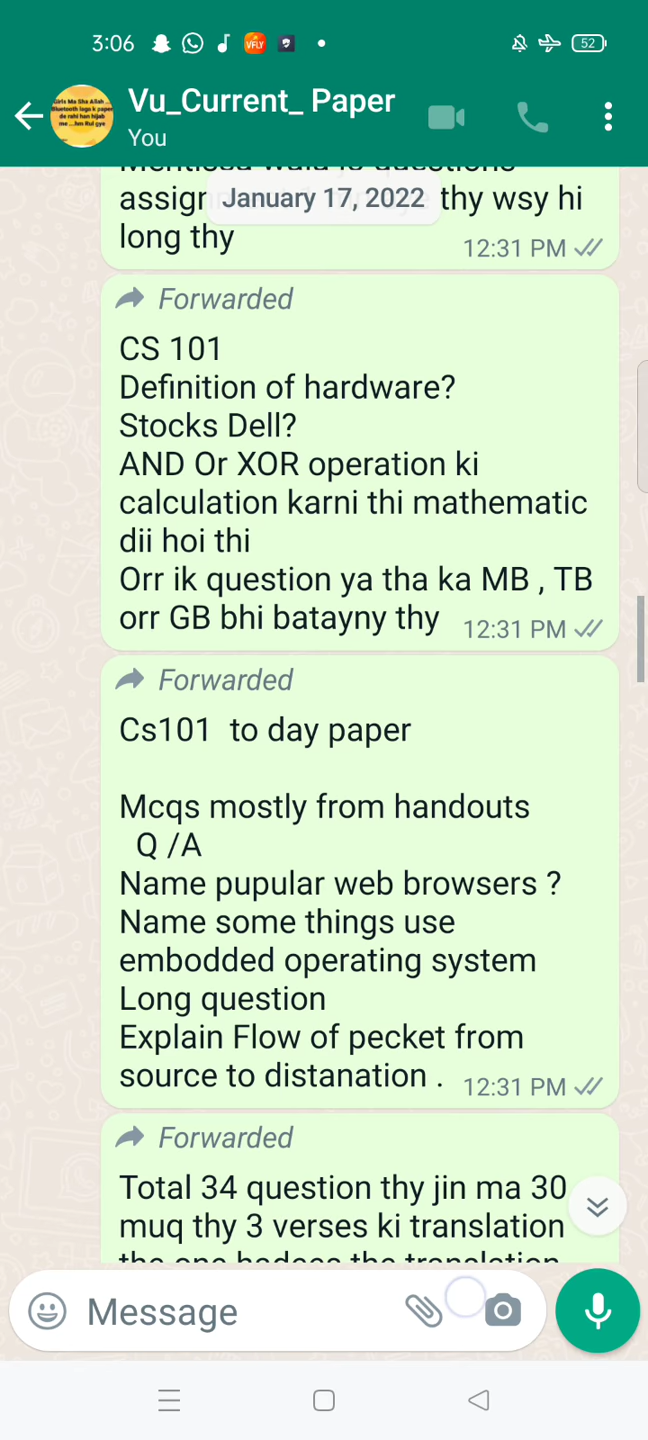 3:06
VFLY
52
Vu_Current_ Paper
You
January 17, 2022
assign thy wsy hi
long thy
12:31 PM
Forwarded
CS 101
Definition of hardware?
Stocks Dell?
AND Or XOR operation ki
calculation karni thi mathematic
dii hoi thi
Orr ik question ya tha ka MB , TB
orr GB bhi batayny thy
12:31 PM
Forwarded
Cs101 to day paper
Mcqs mostly from handouts
Q /A
Name pupular web browsers ?
Name some things use
embodded operating system
Long question
Explain Flow of pecket from
source to distanation .
12:31 PM
Forwarded
Total 34 question thy jin ma 30
muq thy 3 verses ki translation
Message